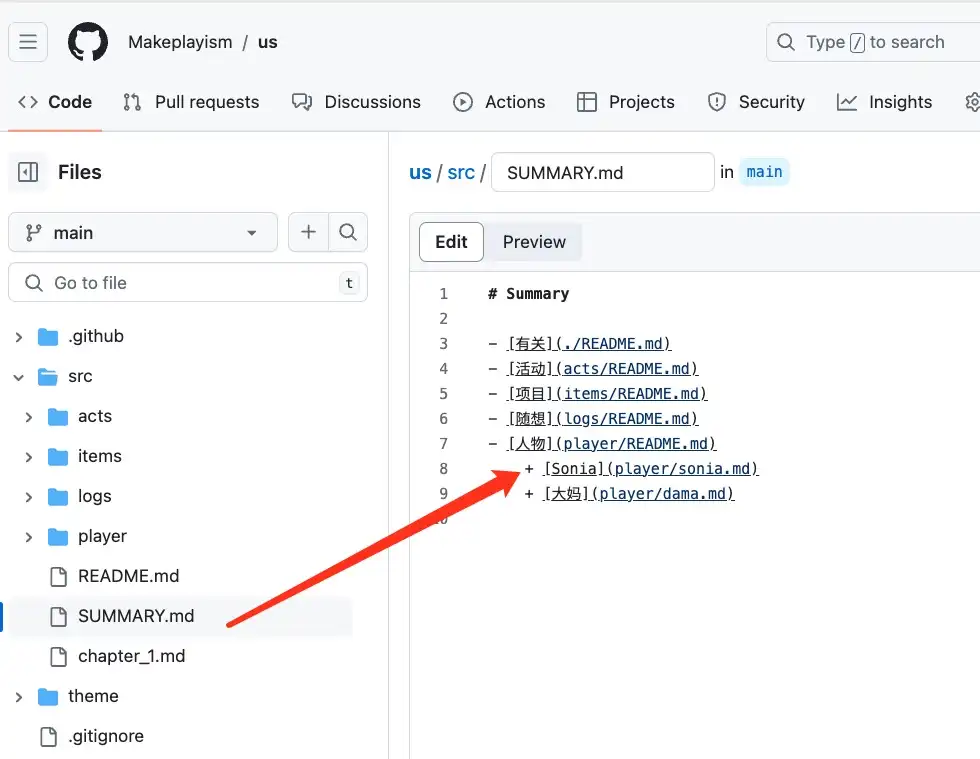 Makeplayism / us
Type / to search
Code
Pull requests
Discussions
Actions
Projects
Security
Insights
Files
main
Go to file
t
.github
src
acts
items
logs
player
README.md
SUMMARY.md
chapter_1.md
theme
.gitignore
us / src / SUMMARY.md in main
Edit
Preview
1 # Summary
2
3 - [有关](./README.md)
4 - [活动](acts/README.md)
5 - [项目](items/README.md)
6 - [随想](logs/README.md)
7 - [人物](player/README.md)
8 + [Sonia](player/sonia.md)
9 + [大妈](player/dama.md)
10